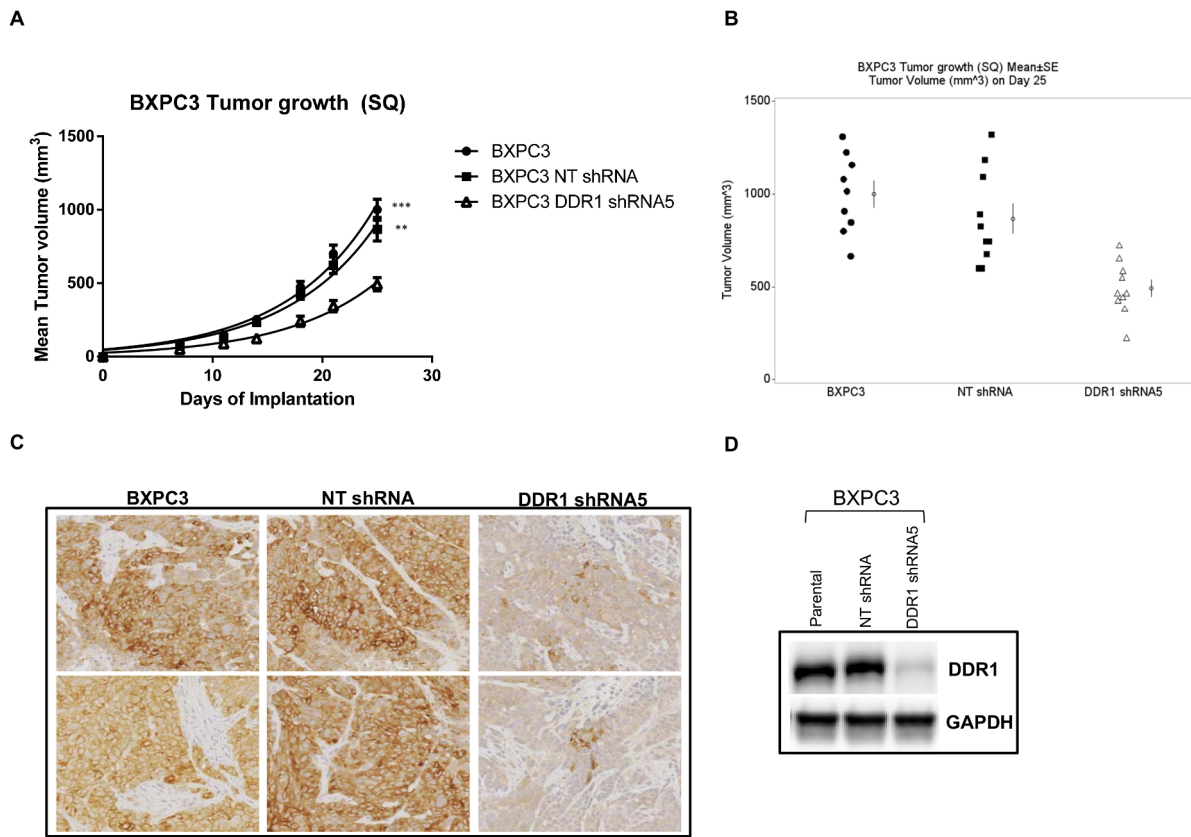 A
BXPC3 Tumor growth (SQ)
Mean Tumor volume (mm³)
1500
1000
500
0
0
10
20
30
Days of Implantation
BXPC3
BXPC3 NT shRNA
BXPC3 DDR1 shRNA5
***
**
B
BXPC3 Tumor growth (SQ) Mean±SE
Tumor Volume (mm^3) on Day 25
Tumor Volume (mm^3)
1500
1000
500
0
BXPC3
NT shRNA
DDR1 shRNA5
C
BXPC3
NT shRNA
DDR1 shRNA5
D
BXPC3
Parental
NT shRNA
DDR1 shRNA5
DDR1
GAPDH